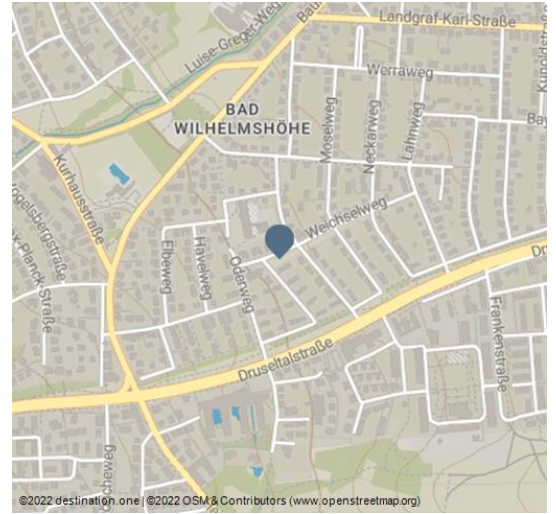 Landgraf-Karl-Straße
Luise-Greger-Weg
Werraweg
BAD
WILHELMSHÖHE
Moselweg
Neckarweg
Lahnweg
Kurhausstraße
Vogelsbergstraße
Weichselweg
Elbeweg
Havelweg
Oderweg
Druseltalstraße
Frankenstraße
©2022 destination.one | ©2022 OSM & Contributors (www.openstreetmap.org)